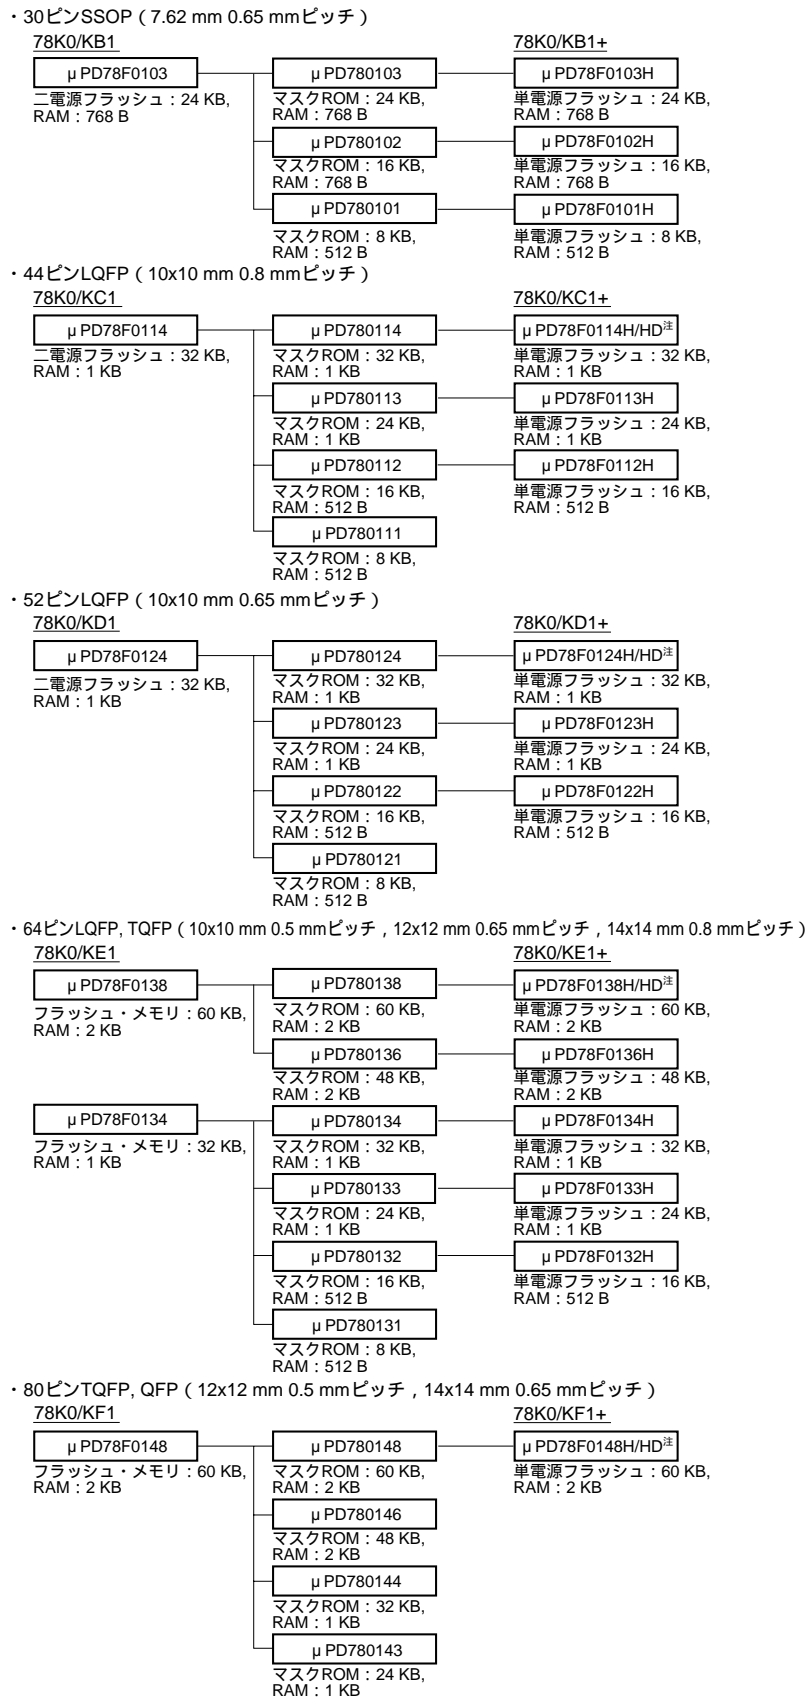 ・30ピンSSOP（7.62 mm 0.65 mmピッチ）
78K0/KB1 78K0/KB1+
μPD78F0103 μPD780103 μPD78F0103H
二電源フラッシュ：24 KB, マスクROM：24 KB, 単電源フラッシュ：24 KB,
RAM：768 B RAM：768 B RAM：768 B
μPD780102 μPD78F0102H
マスクROM：16 KB, 単電源フラッシュ：16 KB,
RAM：768 B RAM：768 B
μPD780101 μPD78F0101H
マスクROM：8 KB, 単電源フラッシュ：8 KB,
RAM：512 B RAM：512 B
・44ピンLQFP（10x10 mm 0.8 mmピッチ）
78K0/KC1 78K0/KC1+
μPD78F0114 μPD780114 μPD78F0114H/HD注
二電源フラッシュ：32 KB, マスクROM：32 KB, 単電源フラッシュ：32 KB,
RAM：1 KB RAM：1 KB RAM：1 KB
μPD780113 μPD78F0113H
マスクROM：24 KB, 単電源フラッシュ：24 KB,
RAM：1 KB RAM：1 KB
μPD780112 μPD78F0112H
マスクROM：16 KB, 単電源フラッシュ：16 KB,
RAM：512 B RAM：512 B
μPD780111
マスクROM：8 KB,
RAM：512 B
・52ピンLQFP（10x10 mm 0.65 mmピッチ）
78K0/KD1 78K0/KD1+
μPD78F0124 μPD780124 μPD78F0124H/HD注
二電源フラッシュ：32 KB, マスクROM：32 KB, 単電源フラッシュ：32 KB,
RAM：1 KB RAM：1 KB RAM：1 KB
μPD780123 μPD78F0123H
マスクROM：24 KB, 単電源フラッシュ：24 KB,
RAM：1 KB RAM：1 KB
μPD780122 μPD78F0122H
マスクROM：16 KB, 単電源フラッシュ：16 KB,
RAM：512 B RAM：512 B
μPD780121
マスクROM：8 KB,
RAM：512 B
・64ピンLQFP, TQFP（10x10 mm 0.5 mmピッチ，12x12 mm 0.65 mmピッチ，14x14 mm 0.8 mmピッチ）
78K0/KE1 78K0/KE1+
μPD78F0138 μPD780138 μPD78F0138H/HD注
フラッシュ・メモリ：60 KB, マスクROM：60 KB, 単電源フラッシュ：60 KB,
RAM：2 KB RAM：2 KB RAM：2 KB
μPD780136 μPD78F0136H
マスクROM：48 KB, 単電源フラッシュ：48 KB,
RAM：2 KB RAM：2 KB
μPD78F0134 μPD780134 μPD78F0134H
フラッシュ・メモリ：32 KB, マスクROM：32 KB, 単電源フラッシュ：32 KB,
RAM：1 KB RAM：1 KB RAM：1 KB
μPD780133 μPD78F0133H
マスクROM：24 KB, 単電源フラッシュ：24 KB,
RAM：1 KB RAM：1 KB
μPD780132 μPD78F0132H
マスクROM：16 KB, 単電源フラッシュ：16 KB,
RAM：512 B RAM：512 B
μPD780131
マスクROM：8 KB,
RAM：512 B
・80ピンTQFP, QFP（12x12 mm 0.5 mmピッチ，14x14 mm 0.65 mmピッチ）
78K0/KF1 78K0/KF1+
μPD78F0148 μPD780148 μPD78F0148H/HD注
フラッシュ・メモリ：60 KB, マスクROM：60 KB, 単電源フラッシュ：60 KB,
RAM：2 KB RAM：2 KB RAM：2 KB
μPD780146
マスクROM：48 KB,
RAM：2 KB
μPD780144
マスクROM：32 KB,
RAM：1 KB
μPD780143
マスクROM：24 KB,
RAM：1 KB